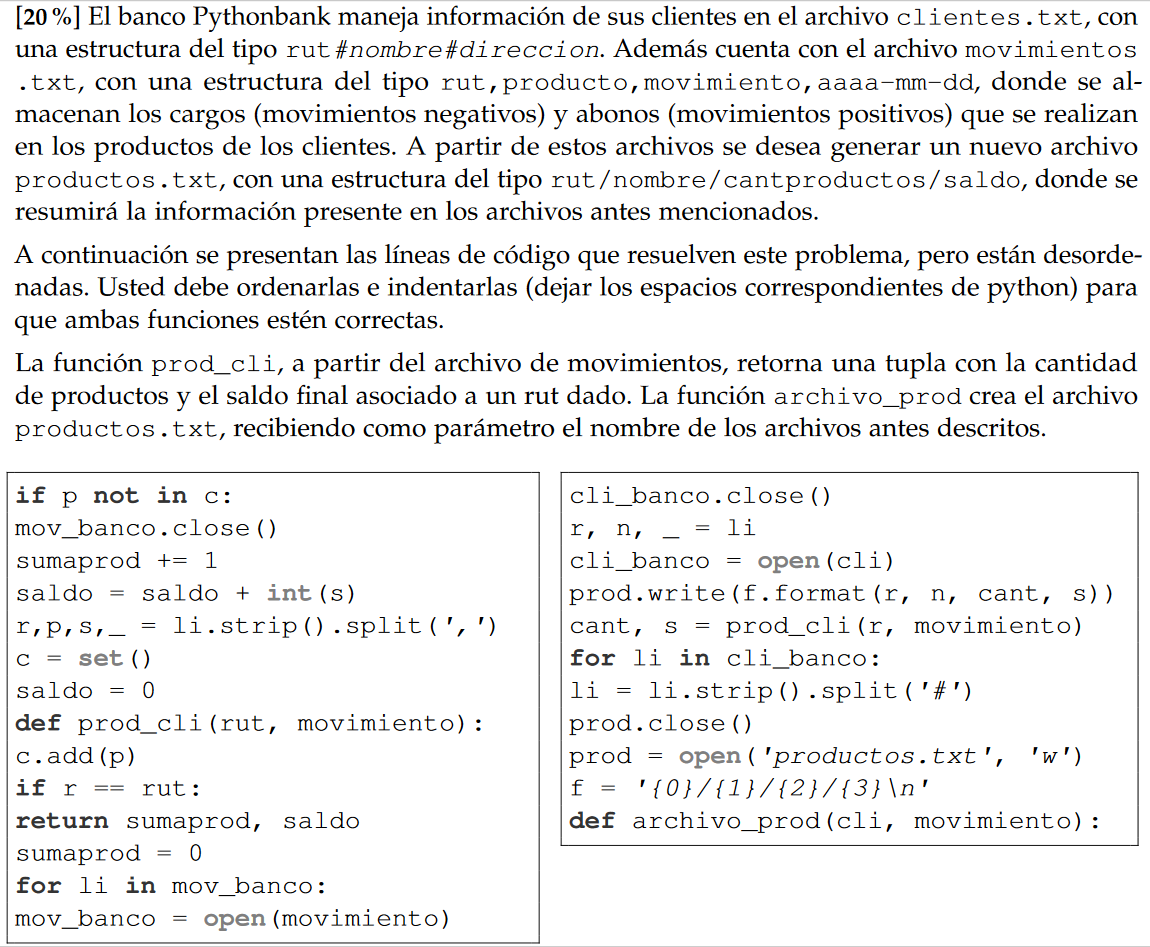 [20 %] El banco Pythonbank maneja información de sus clientes en el archivo clientes.txt, con
una estructura del tipo rut#nombre#direccion. Además cuenta con el archivo movimientos
.txt, con una estructura del tipo rut,producto,movimiento,aaaa-mm-dd, donde se al-
macenan los cargos (movimientos negativos) y abonos (movimientos positivos) que se realizan
en los productos de los clientes. A partir de estos archivos se desea generar un nuevo archivo
productos.txt, con una estructura del tipo rut/nombre/cantproductos/saldo, donde se
resumirá la información presente en los archivos antes mencionados.
A continuación se presentan las líneas de código que resuelven este problema, pero están desorde-
nadas. Usted debe ordenarlas e indentarlas (dejar los espacios correspondientes de python) para
que ambas funciones estén correctas.
La función prod_cli, a partir del archivo de movimientos, retorna una tupla con la cantidad
de productos y el saldo final asociado a un rut dado. La función archivo_prod crea el archivo
productos.txt, recibiendo como parámetro el nombre de los archivos antes descritos.
if p not in c:
mov_banco.close()
sumaprod += 1
saldo = saldo + int(s)
r,p,s,_ = li.strip().split(',')
c = set()
saldo = 0
def prod_cli(rut, movimiento):
c.add(p)
if r == rut:
return sumaprod, saldo
sumaprod = 0
for li in mov_banco:
mov_banco = open(movimiento)
cli_banco.close()
r, n, _ = li
cli_banco = open(cli)
prod.write(f.format(r, n, cant, s))
cant, s = prod_cli(r, movimiento)
for li in cli_banco:
li = li.strip().split('#')
prod.close()
prod = open('productos.txt', 'w')
f = '{0}/{1}/{2}/{3}\n'
def archivo_prod(cli, movimiento):